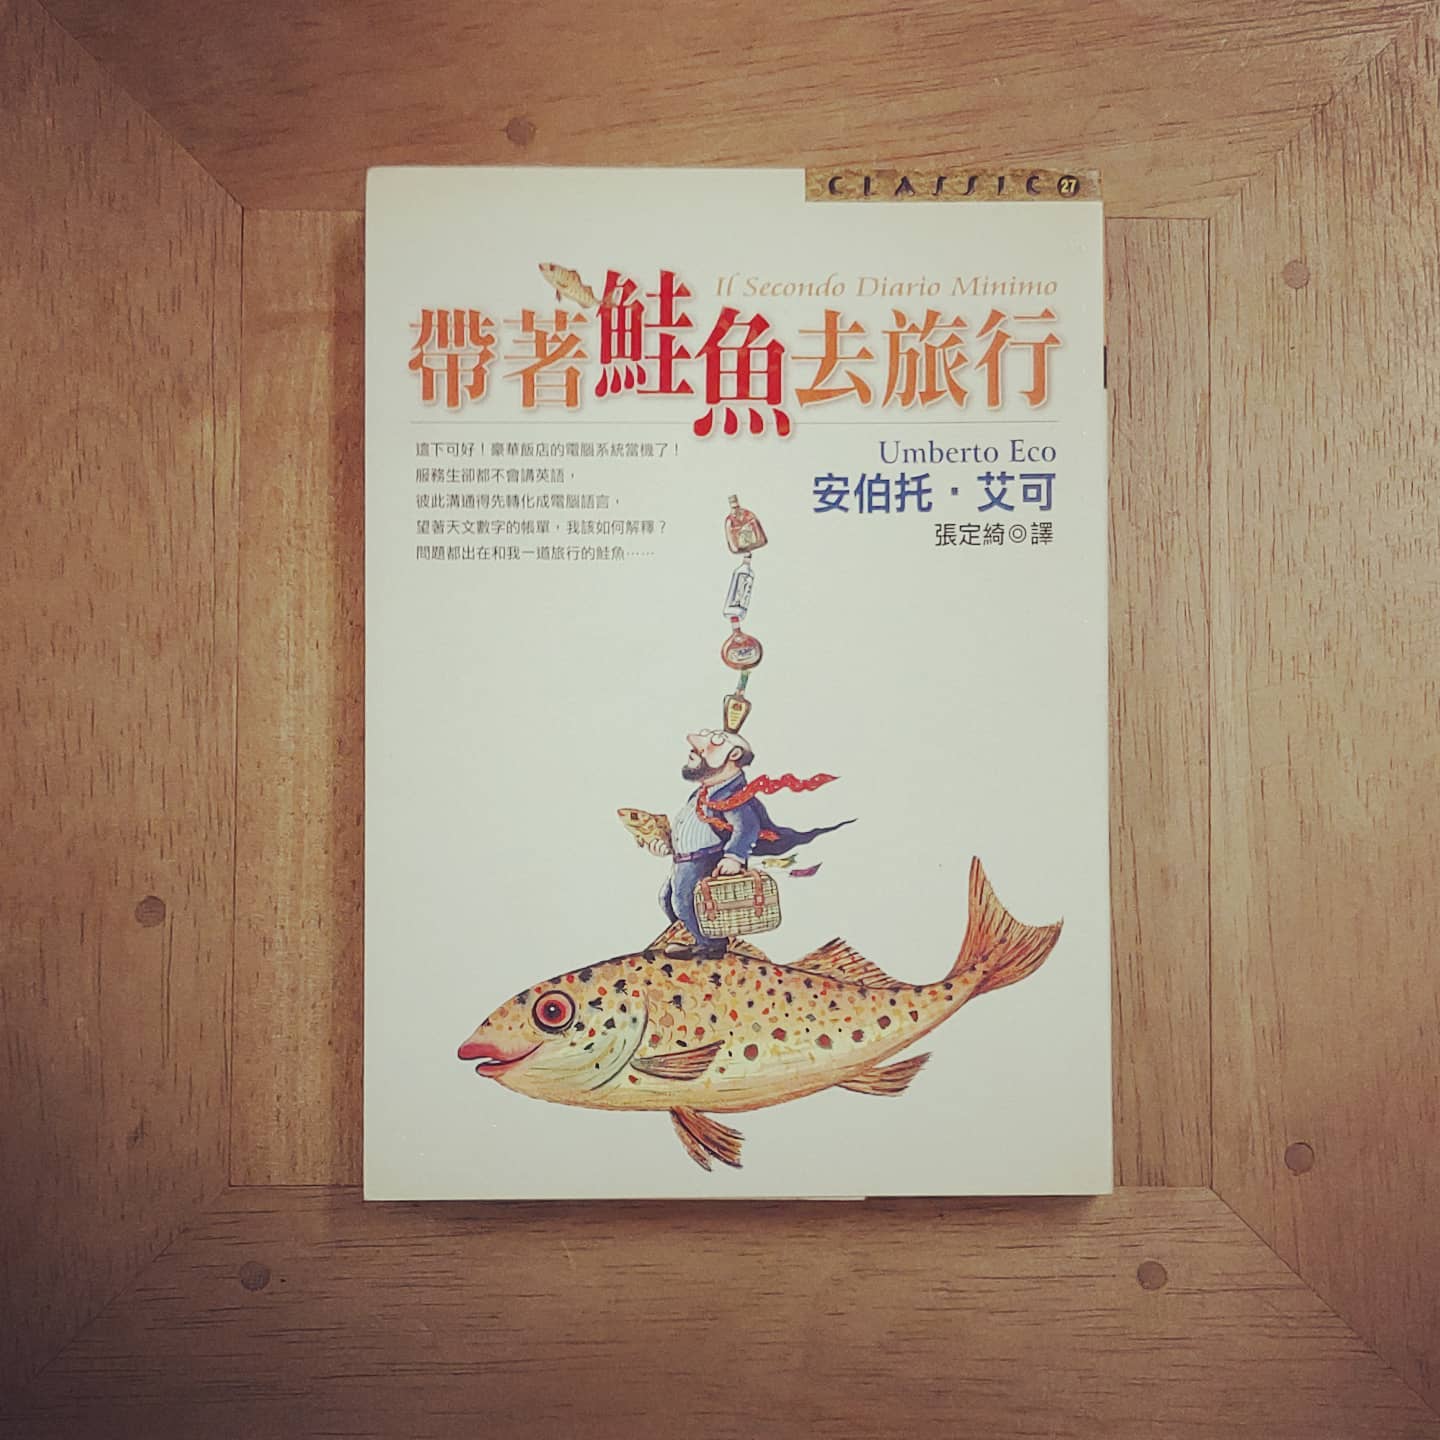 CLASSIC 27
Il Secondo Diario Minimo
帶著鮭魚去旅行
這下可好！豪華飯店的電腦系統當機了！
服務生卻都不會講英語，
彼此溝通得先轉化成電腦語言，
望著天文數字的帳單，我該如何解釋？
問題都出在和我一道旅行的鮭魚……
Umberto Eco
安伯托·艾可
張定綺◎譯